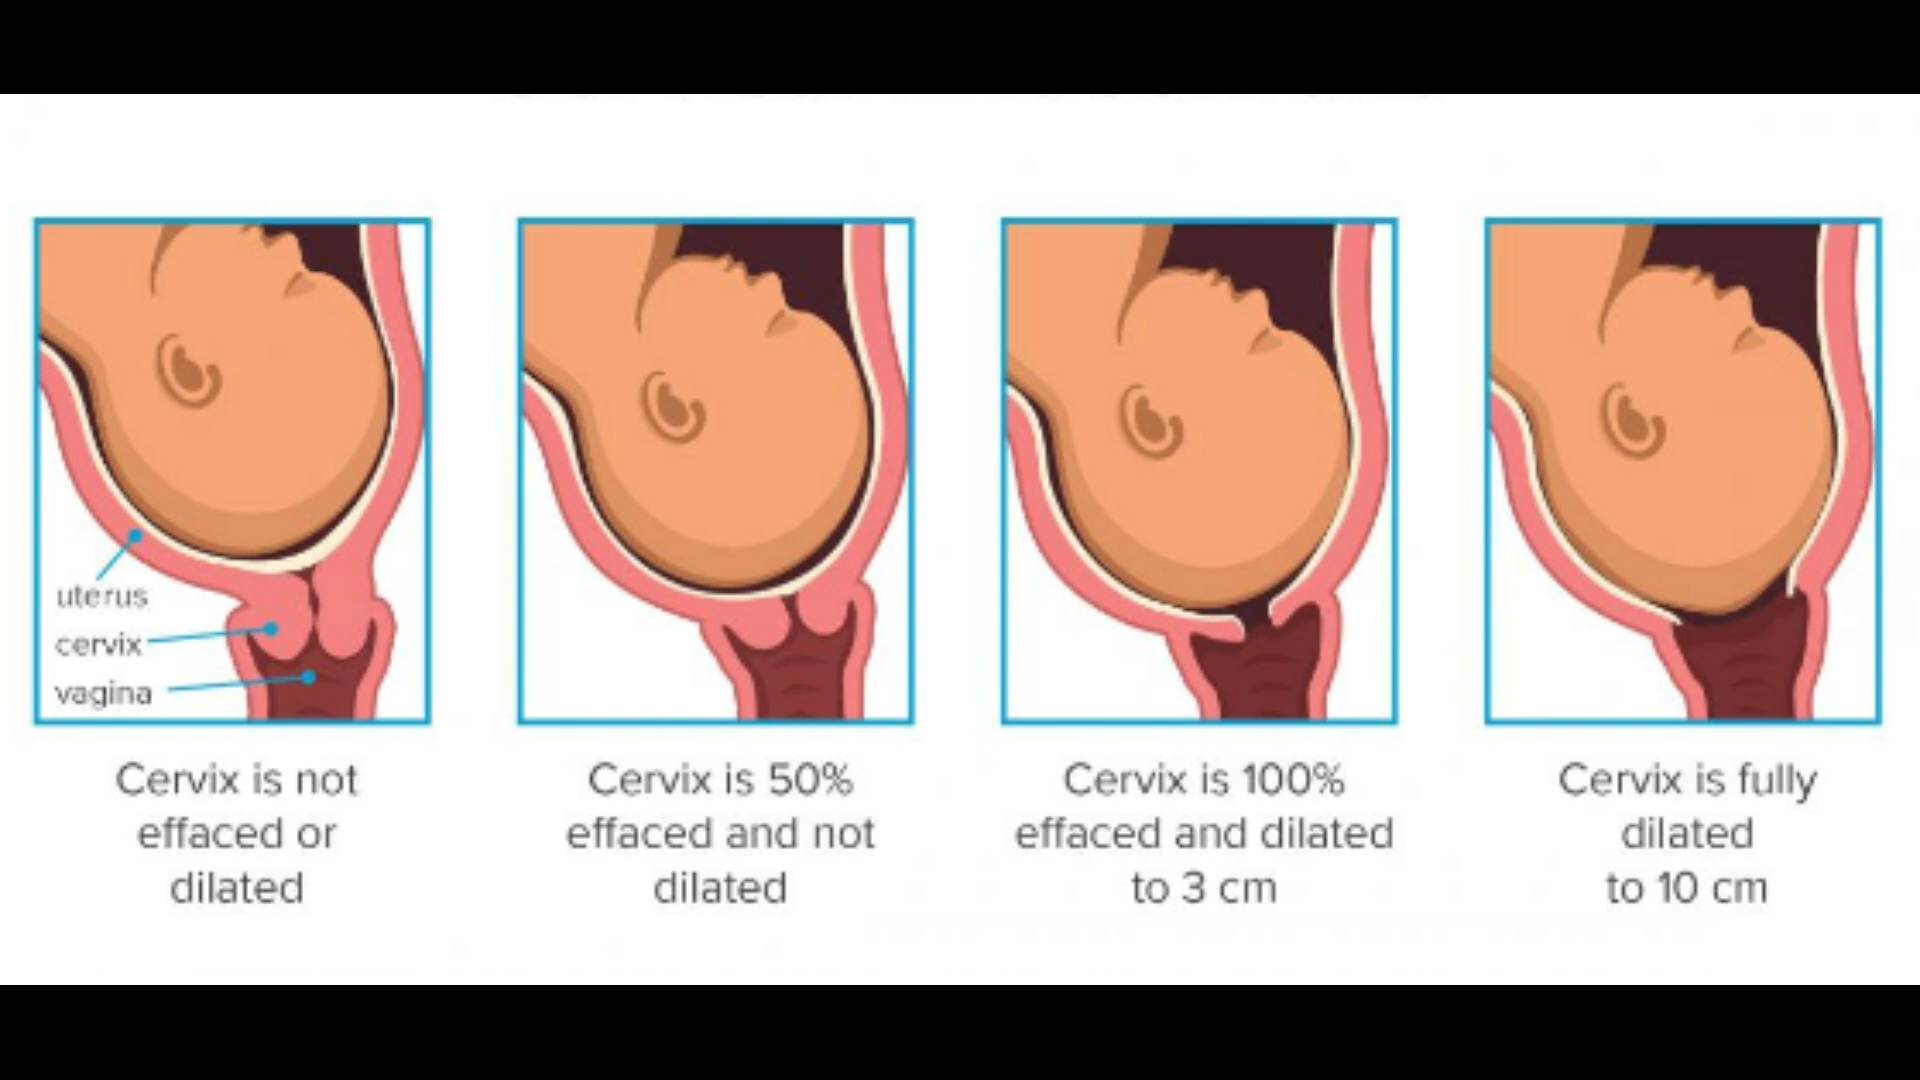 uterus
cervix
vagina
Cervix is not
effaced or
dilated
Cervix is 50%
effaced and not
dilated
Cervix is 100%
effaced and dilated
to 3 cm
Cervix is fully
dilated
to 10 cm